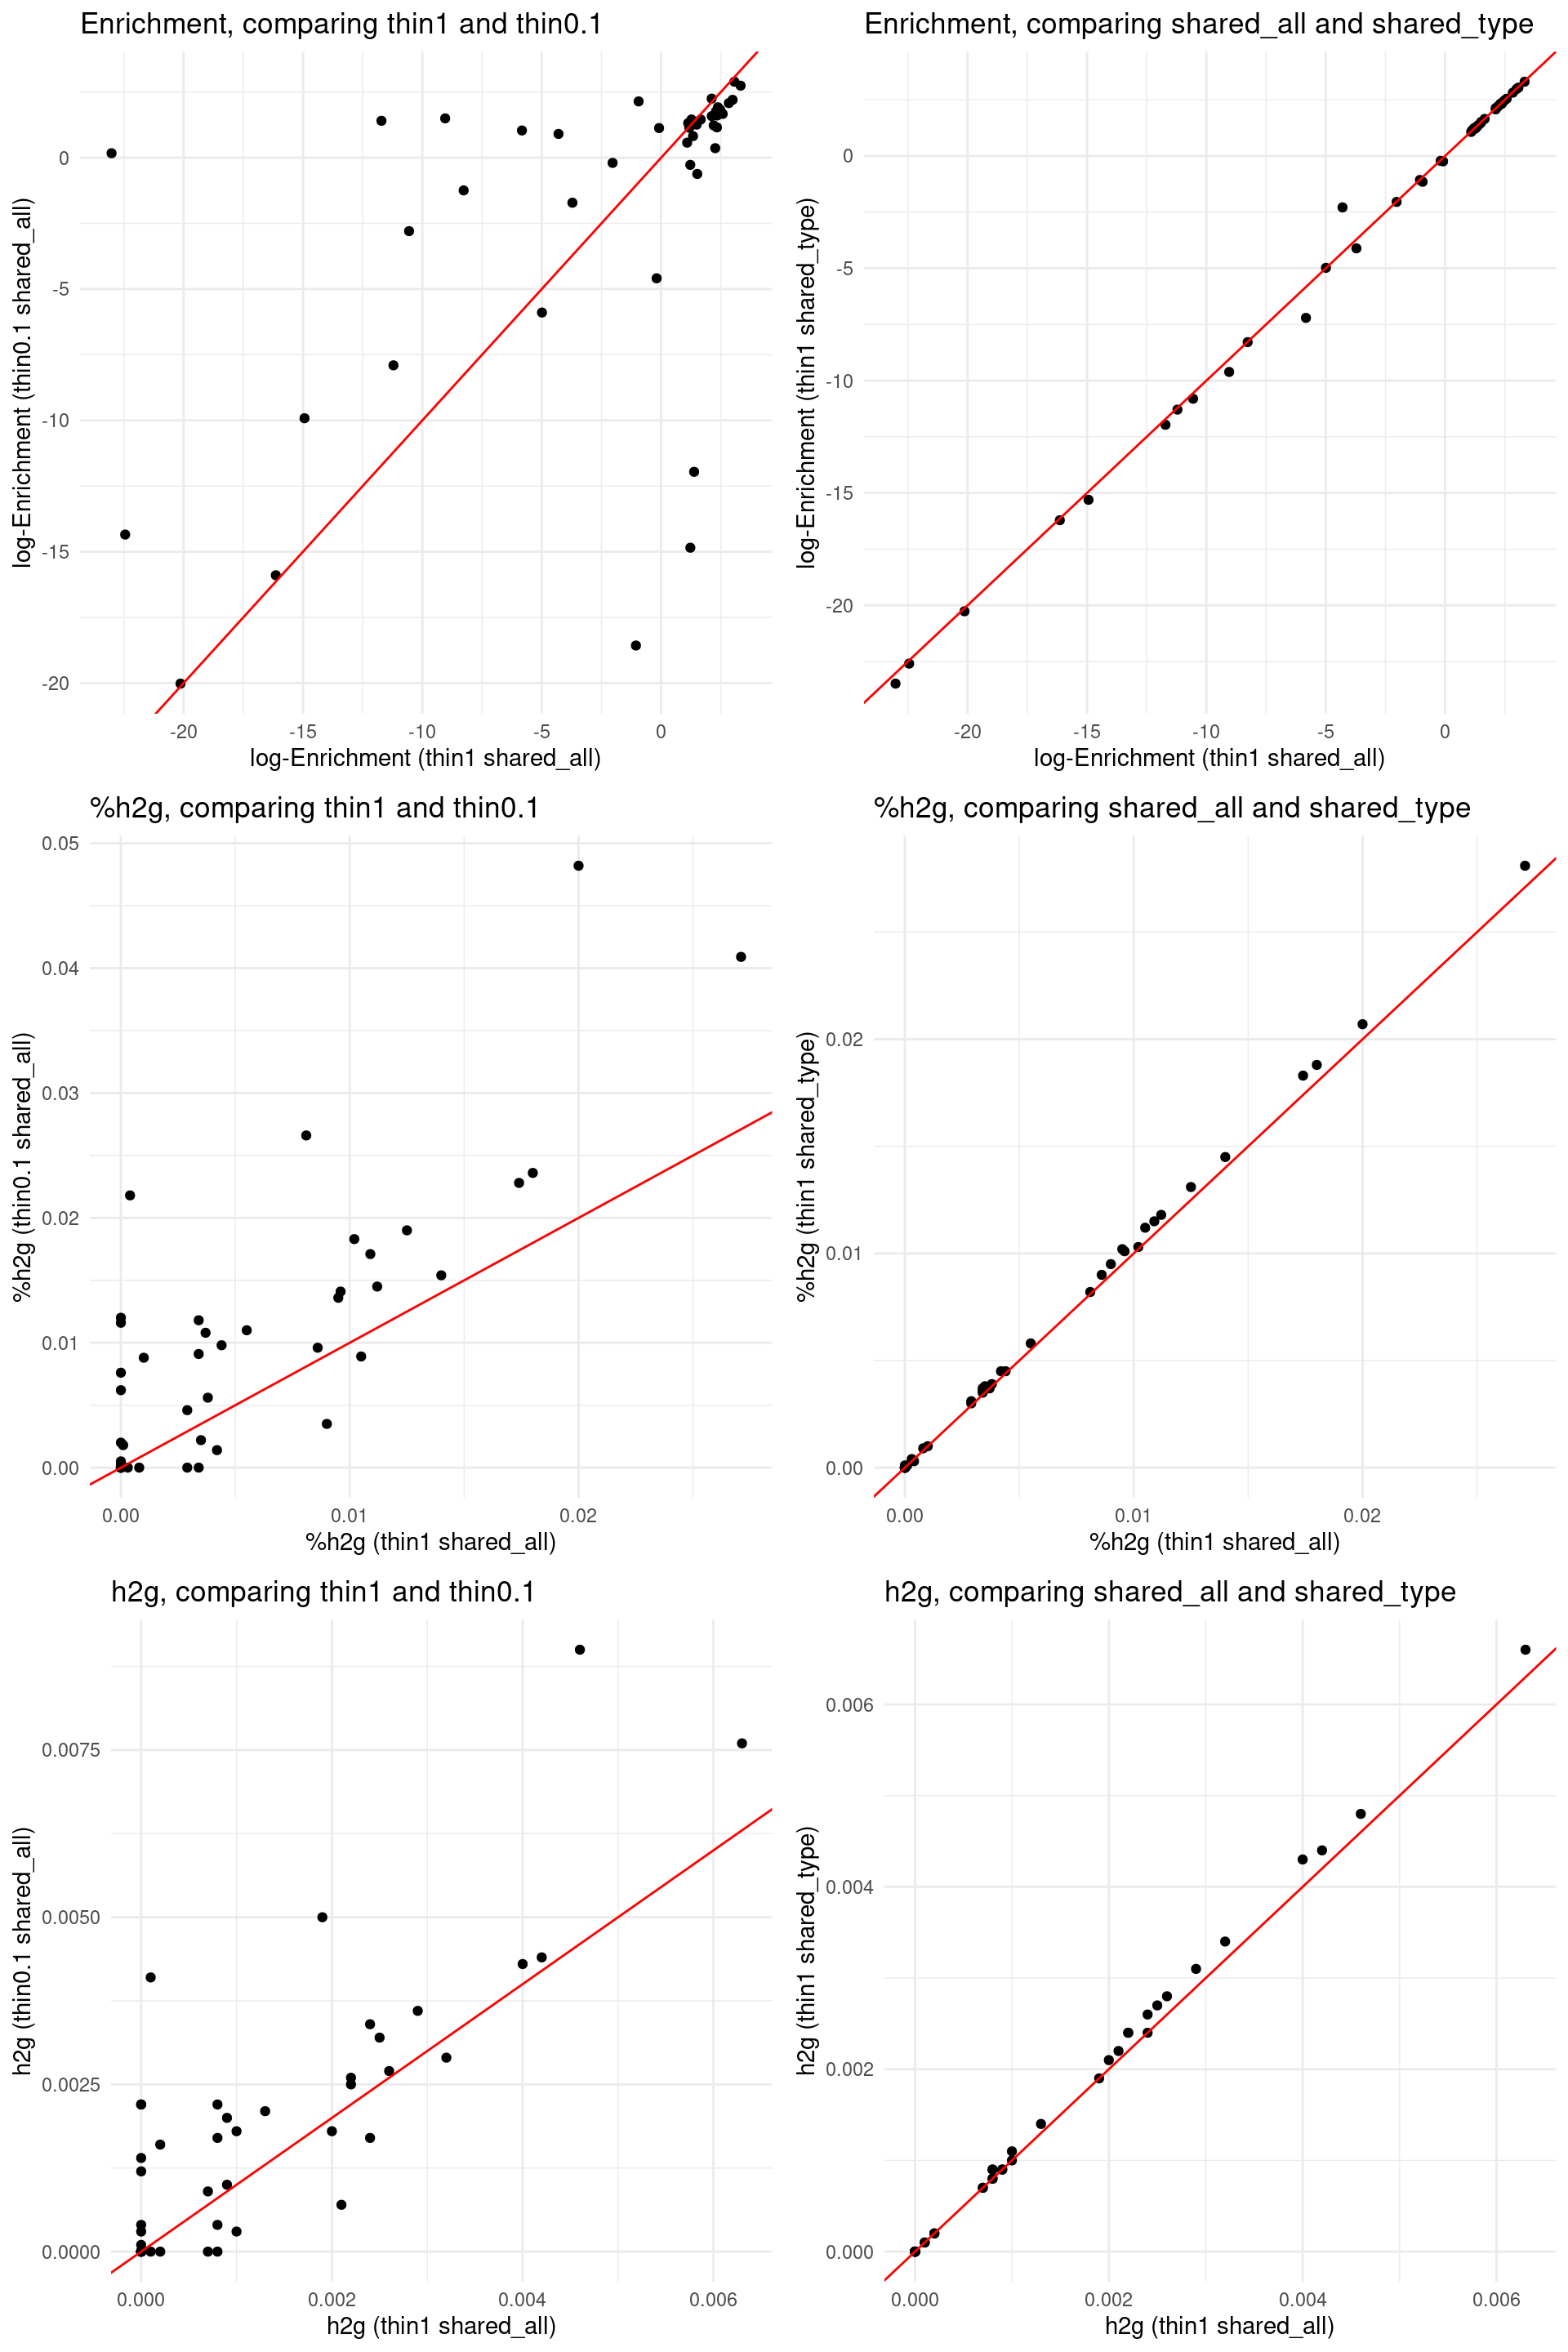 Enrichment, comparing thin1 and thin0.1
log-Enrichment (thin0.1 shared_all)
0
-5
-10
-15
-20
-20 -15 -10 -5 0
log-Enrichment (thin1 shared_all)
Enrichment, comparing shared_all and shared_type
log-Enrichment (thin1 shared_type)
0
-5
-10
-15
-20
-20 -15 -10 -5 0
log-Enrichment (thin1 shared_all)
%h2g, comparing thin1 and thin0.1
%h2g (thin0.1 shared_all)
0.05
0.04
0.03
0.02
0.01
0.00
0.00 0.01 0.02
%h2g (thin1 shared_all)
%h2g, comparing shared_all and shared_type
%h2g (thin1 shared_type)
0.02
0.01
0.00
0.00 0.01 0.02
%h2g (thin1 shared_all)
h2g, comparing thin1 and thin0.1
h2g (thin0.1 shared_all)
0.0075
0.0050
0.0025
0.0000
0.000 0.002 0.004 0.006
h2g (thin1 shared_all)
h2g, comparing shared_all and shared_type
h2g (thin1 shared_type)
0.006
0.004
0.002
0.000
0.000 0.002 0.004 0.006
h2g (thin1 shared_all)